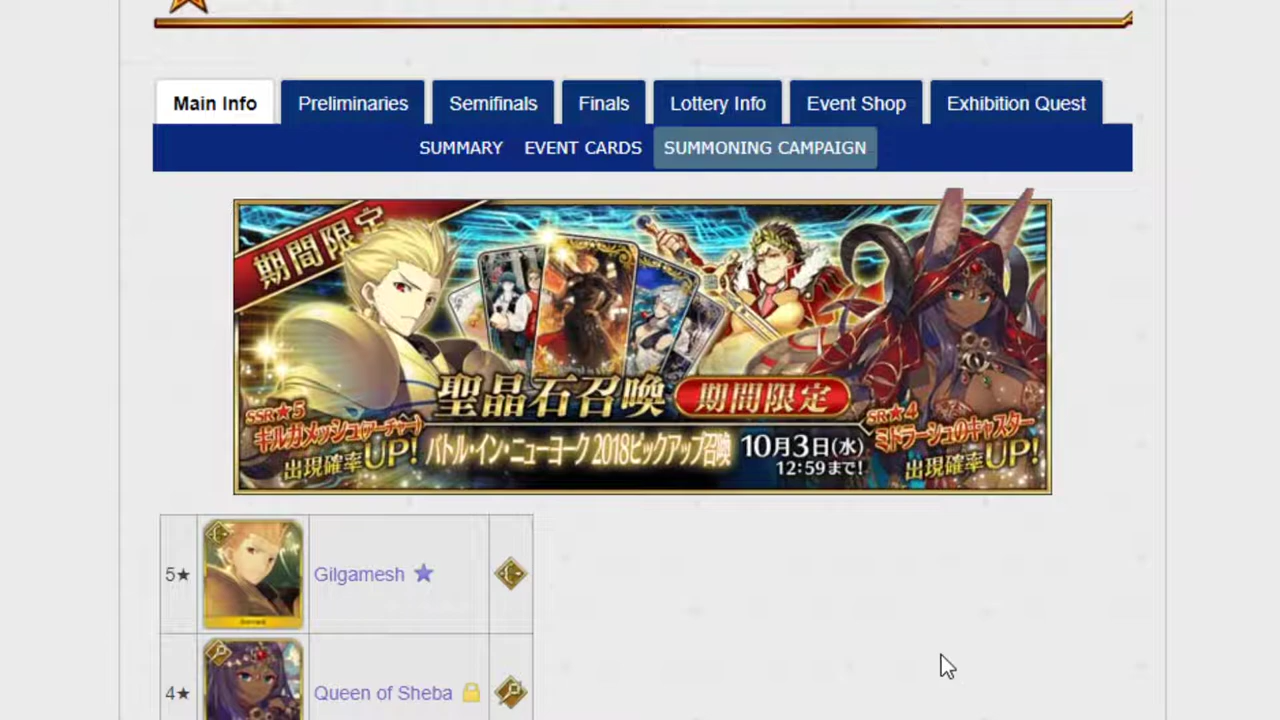 Main Info
Preliminaries
Semifinals
Finals
Lottery Info
Event Shop
Exhibition Quest
SUMMARY
EVENT CARDS
SUMMONING CAMPAIGN
期間限定
聖晶石召喚 期間限定
SSR★5
ギルガメッシュ(アーチャー)
出現確率UP!
バトル・イン・ニューヨーク 2018ピックアップ召喚
10月3日(水)
12:59まで!
SR★4
ミドラーシュのキャスター
出現確率UP!
5★ Gilgamesh
4★ Queen of Sheba